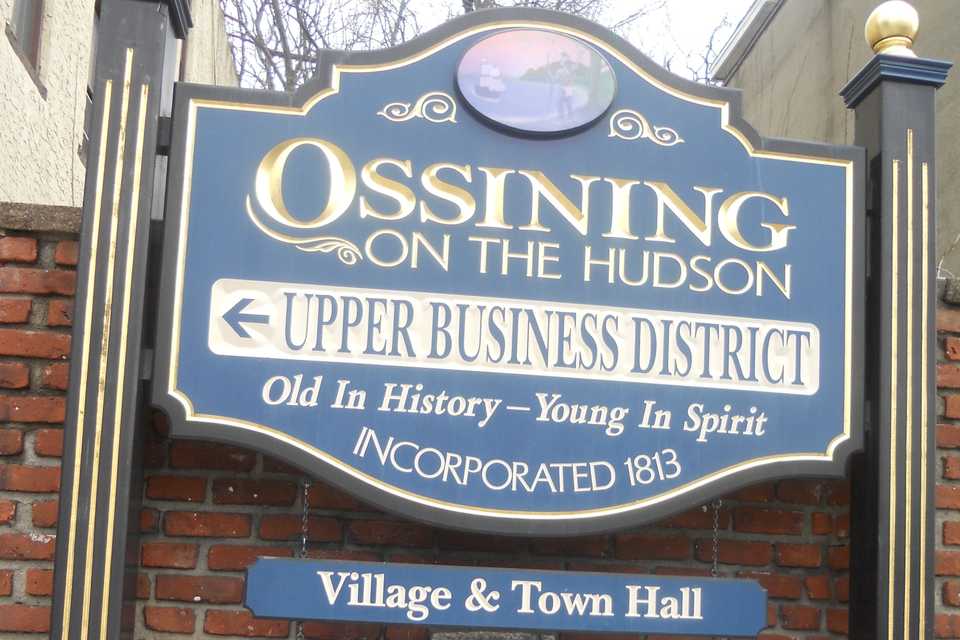 OSSINING
ON THE HUDSON
← UPPER BUSINESS DISTRICT
Old In History – Young In Spirit
INCORPORATED 1813
Village & Town Hall